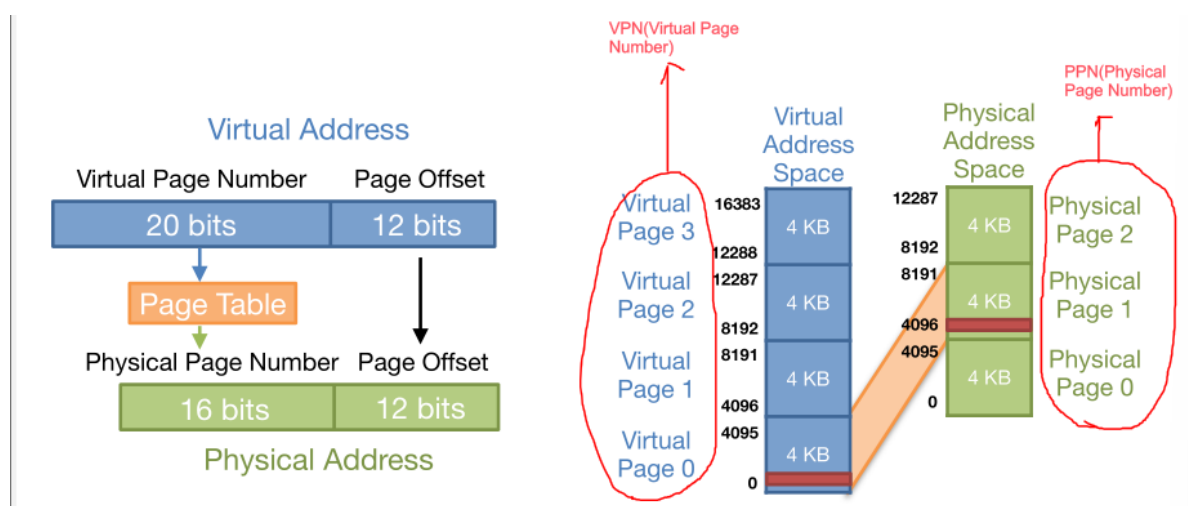 VPN(Virtual Page
Number)
PPN(Physical
Page Number)
Virtual Address
Virtual Page Number
Page Offset
20 bits
12 bits
Page Table
Physical Page Number
Page Offset
16 bits
12 bits
Physical Address
Virtual
Address
Space
Physical
Address
Space
Virtual
Page 3
16383
4 KB
12288
Virtual
Page 2
12287
4 KB
8192
Virtual
Page 1
8191
4 KB
4096
Virtual
Page 0
4095
4 KB
0
12287
4 KB
8192
Physical
Page 2
8191
4 KB
4096
Physical
Page 1
4095
4 KB
0
Physical
Page 0